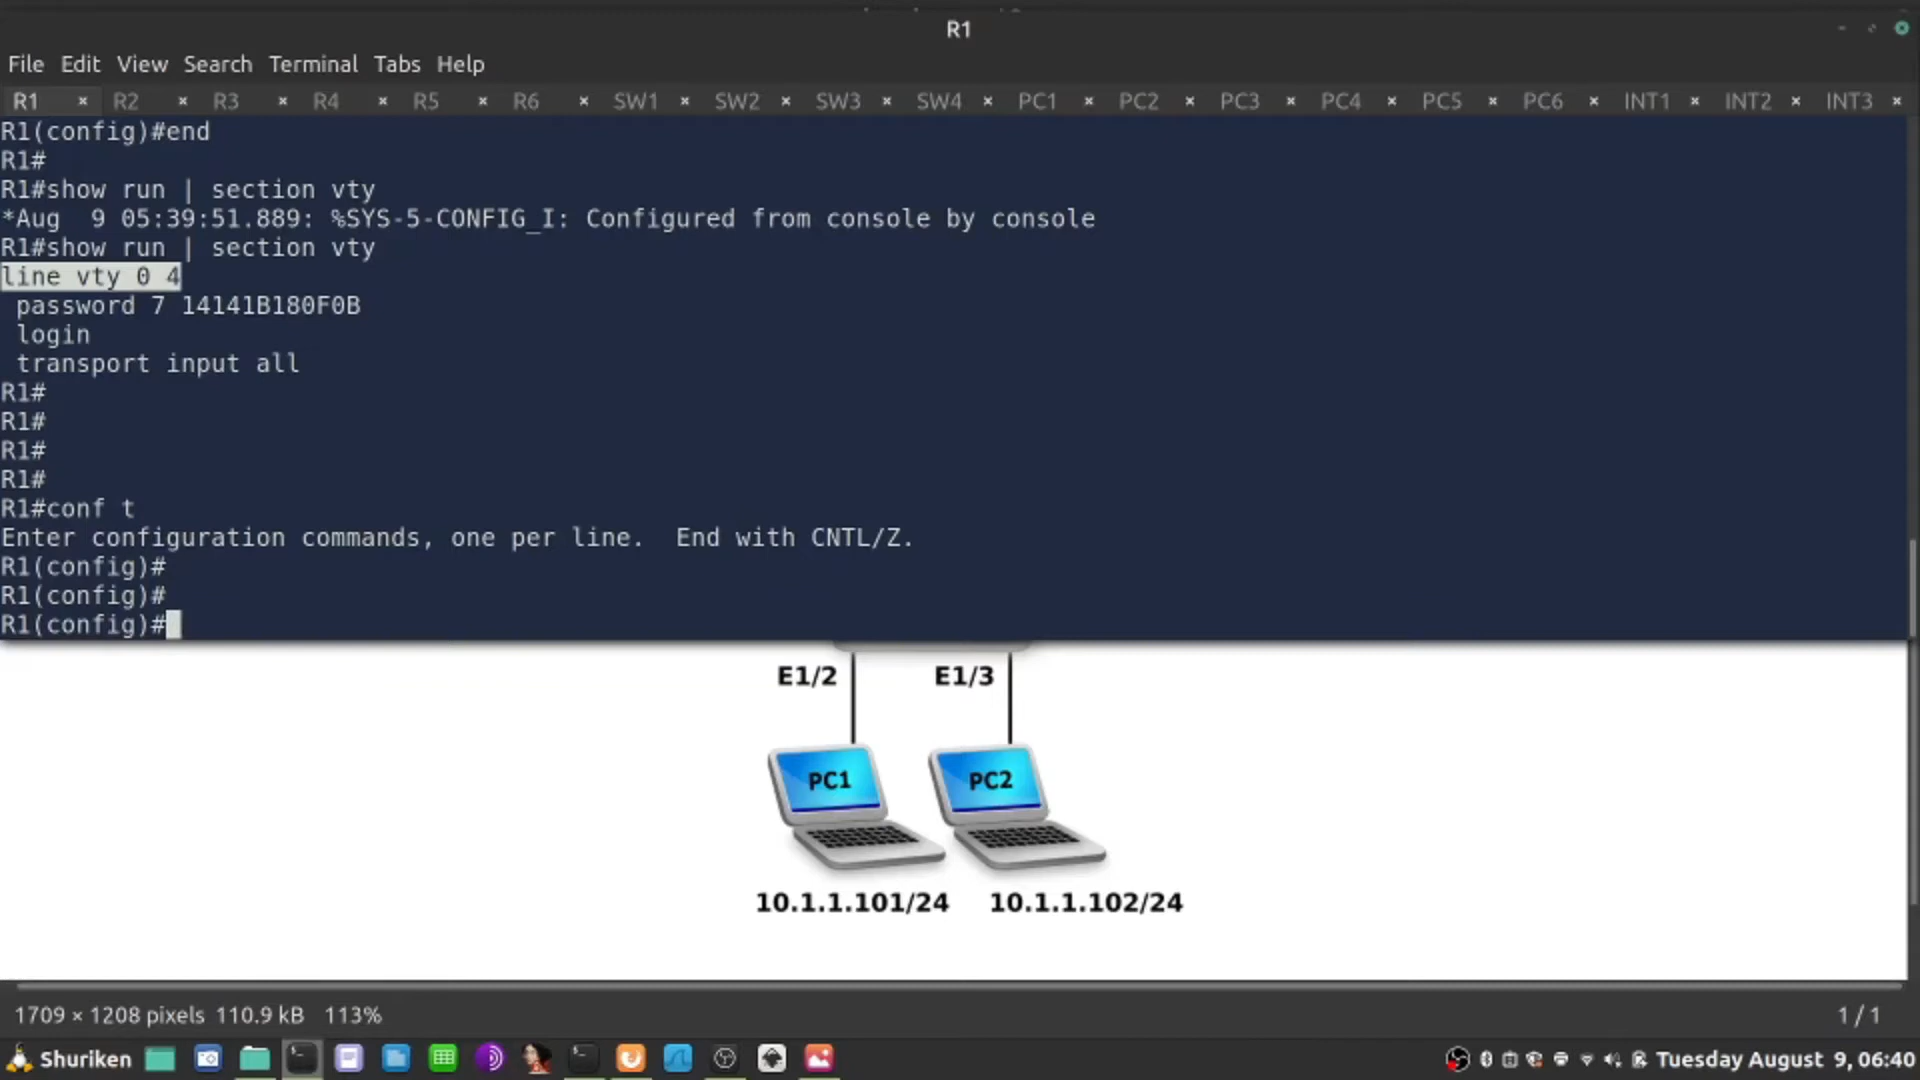 R1
File Edit View Search Terminal Tabs Help
R1 × R2 × R3 × R4 × R5 × R6 × SW1 × SW2 × SW3 × SW4 × PC1 × PC2 × PC3 × PC4 × PC5 × PC6 × INT1 × INT2 × INT3 ×
R1(config)#end
R1#
R1#show run | section vty
*Aug  9 05:39:51.889: %SYS-5-CONFIG_I: Configured from console by console
R1#show run | section vty
line vty 0 4
 password 7 14141B180F0B
 login
 transport input all
R1#
R1#
R1#
R1#
R1#conf t
Enter configuration commands, one per line.  End with CNTL/Z.
R1(config)#
R1(config)#
R1(config)#
E1/2 E1/3
PC1 PC2
10.1.1.101/24 10.1.1.102/24
1709 × 1208 pixels 110.9 kB 113% 1 / 1
Shuriken Tuesday August 9, 06:40